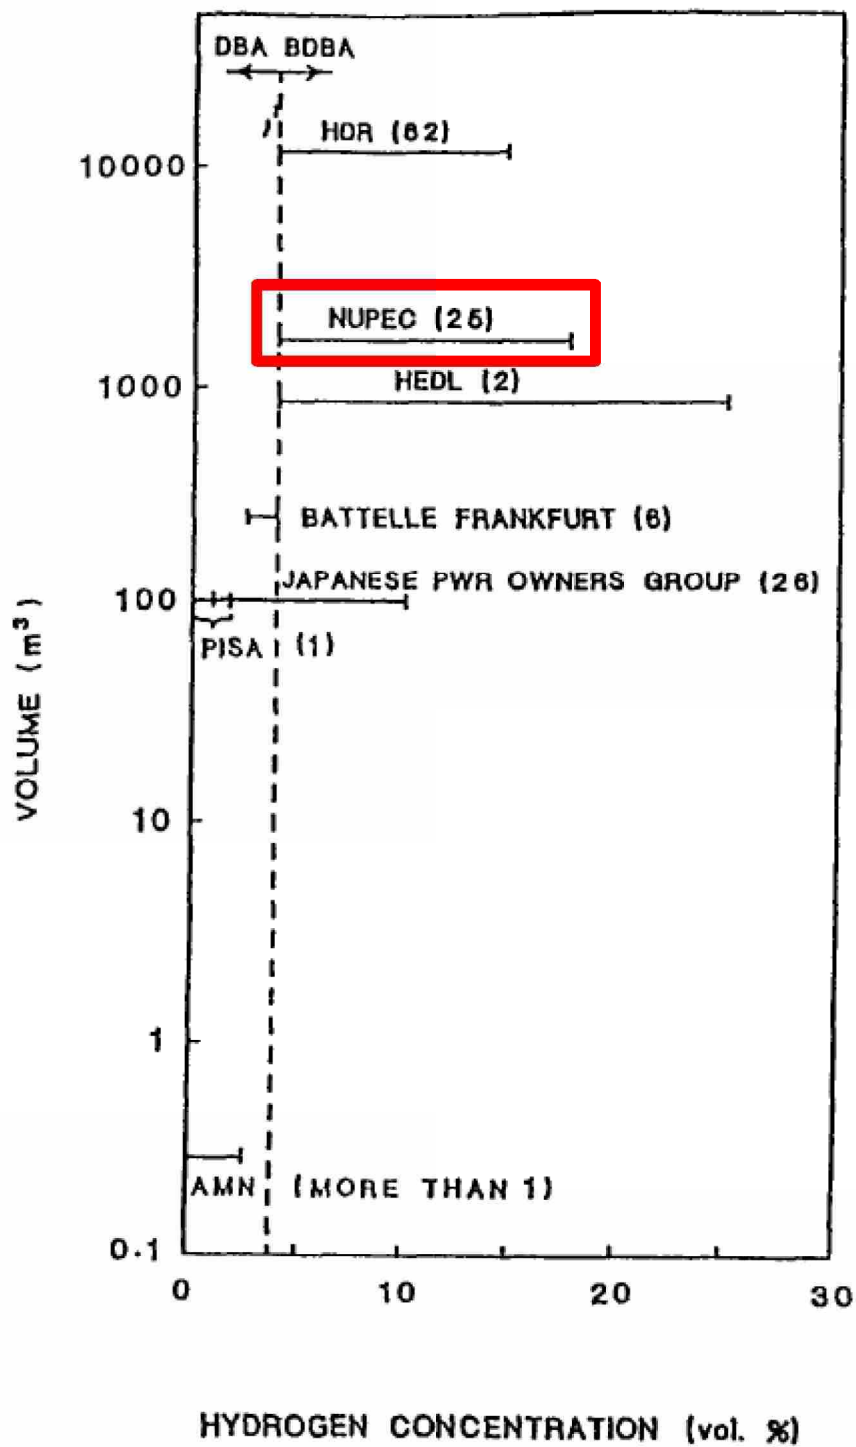 DBA BDBA
HDR (62)
10000
NUPEC (25)
1000
HEDL (2)
BATTELLE FRANKFURT (6)
JAPANESE PWR OWNERS GROUP (26)
100
PISA (1)
VOLUME (m³)
10
1
AMN (MORE THAN 1)
0.1
0 10 20 30
HYDROGEN CONCENTRATION (vol. %)